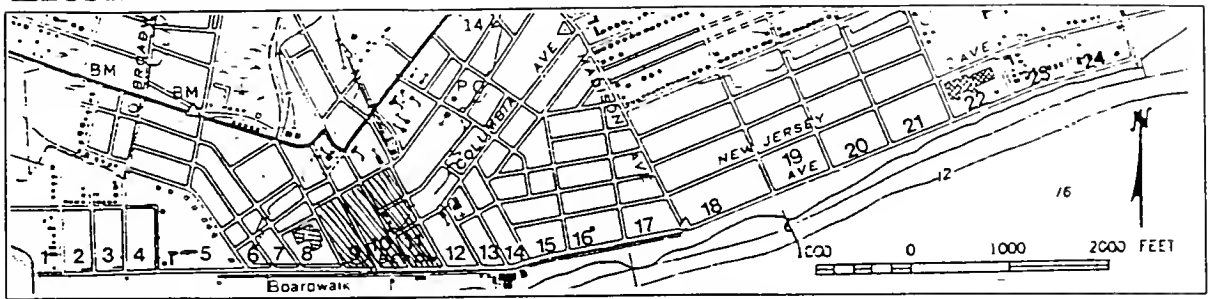 14
AVE
Q BROAD
BM
BM
P O
COLUMBIA
AVE
NEW JERSEY
AVE
1 2 3 4 5 6 7 8 9 10 11 12 13 14 15 16 17 18 19 20 21 22 23 24
12
6
16
N
Boardwalk
1000 0 1000 2000 FEET